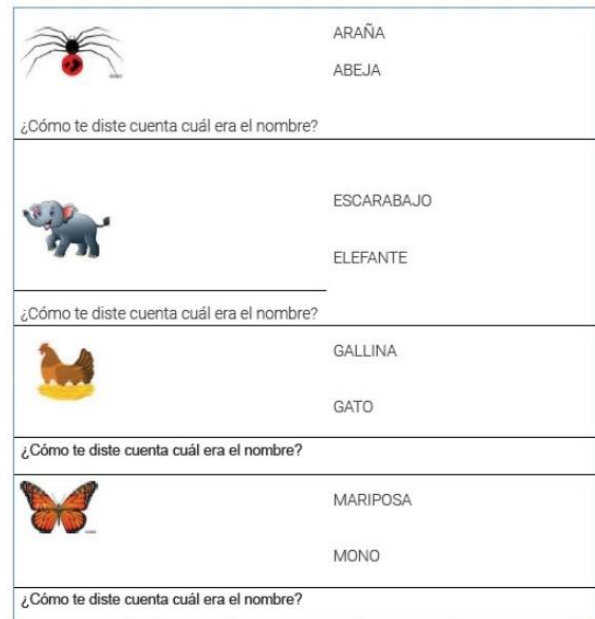 ARAÑA
ABEJA
¿Cómo te diste cuenta cuál era el nombre?
ESCARABAJO
ELEFANTE
¿Cómo te diste cuenta cuál era el nombre?
GALLINA
GATO
¿Cómo te diste cuenta cuál era el nombre?
MARIPOSA
MONO
¿Cómo te diste cuenta cuál era el nombre?